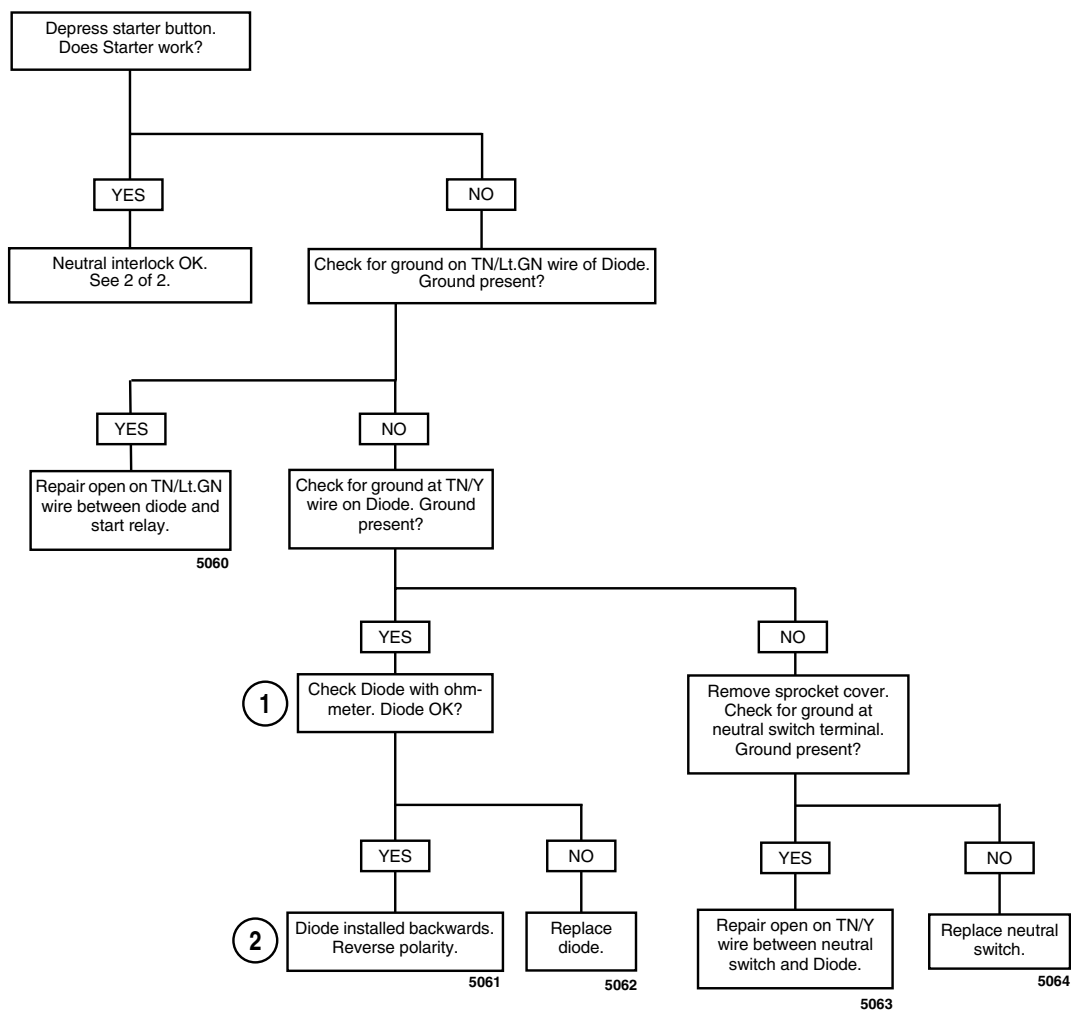 Depress starter button.
Does Starter work?
YES
NO
Neutral interlock OK.
See 2 of 2.
Check for ground on TN/Lt.GN wire of Diode.
Ground present?
YES
NO
Repair open on TN/Lt.GN
wire between diode and
start relay.
5060
Check for ground at TN/Y
wire on Diode. Ground
present?
YES
NO
1
Check Diode with ohm-
meter. Diode OK?
Remove sprocket cover.
Check for ground at
neutral switch terminal.
Ground present?
YES
NO
YES
NO
2
Diode installed backwards.
Reverse polarity.
5061
Replace
diode.
5062
Repair open on TN/Y
wire between neutral
switch and Diode.
5063
Replace neutral
switch.
5064